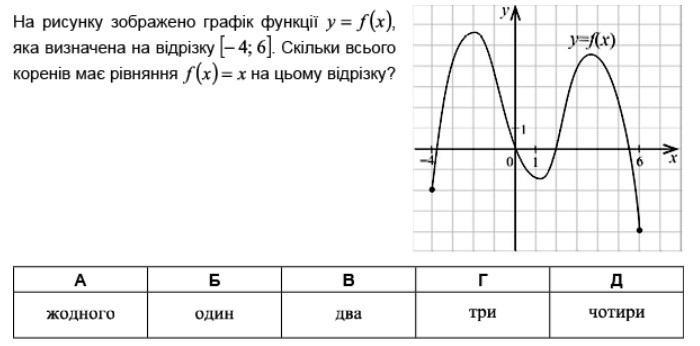 На рисунку зображено графік функції y = f(x),
яка визначена на відрізку [– 4; 6]. Скільки всього
коренів має рівняння f(x) = x на цьому відрізку?
y
y=f(x)
1
–4 0 1 6 x
А Б В Г Д
жодного один два три чотири